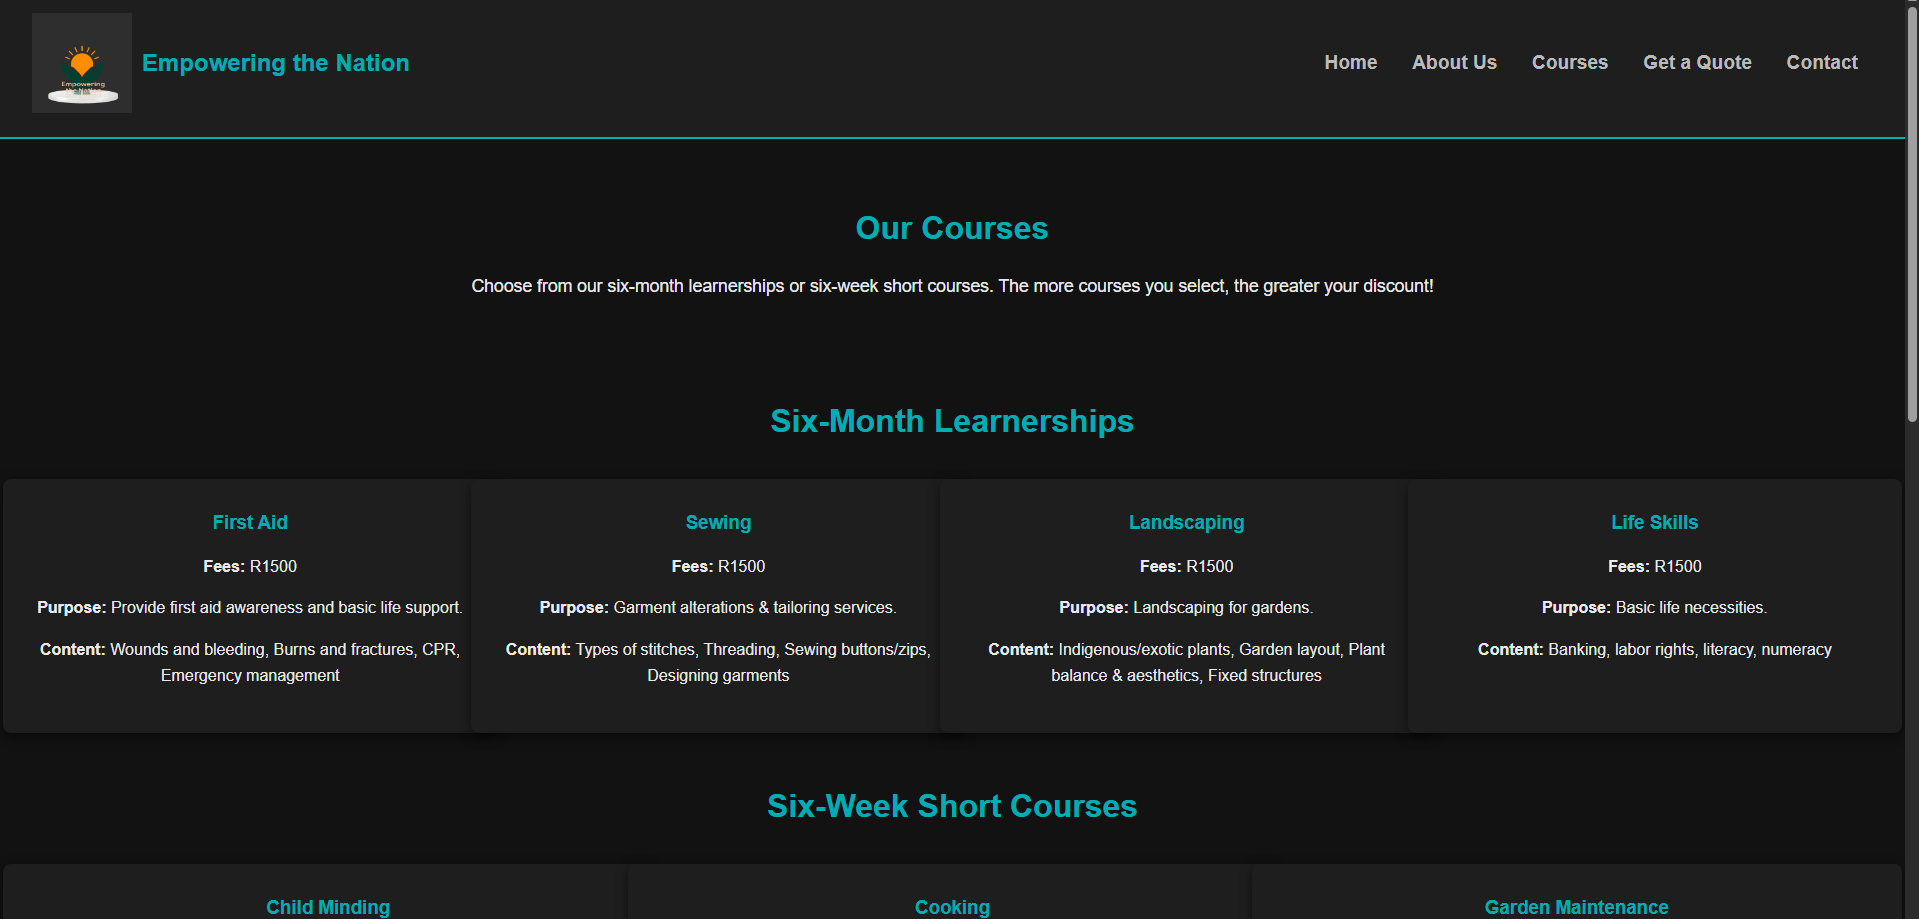 Empowering
the Nation
Empowering the Nation
Home
About Us
Courses
Get a Quote
Contact
Our Courses
Choose from our six-month learnerships or six-week short courses. The more courses you select, the greater your discount!
Six-Month Learnerships
First Aid
Fees: R1500
Purpose: Provide first aid awareness and basic life support.
Content: Wounds and bleeding, Burns and fractures, CPR,
Emergency management
Sewing
Fees: R1500
Purpose: Garment alterations & tailoring services.
Content: Types of stitches, Threading, Sewing buttons/zips,
Designing garments
Landscaping
Fees: R1500
Purpose: Landscaping for gardens.
Content: Indigenous/exotic plants, Garden layout, Plant
balance & aesthetics, Fixed structures
Life Skills
Fees: R1500
Purpose: Basic life necessities.
Content: Banking, labor rights, literacy, numeracy
Six-Week Short Courses
Child Minding
Cooking
Garden Maintenance